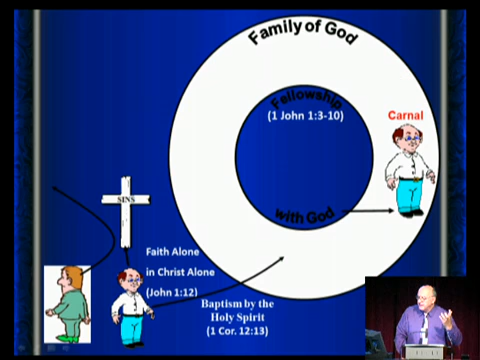 Family of God
Fellowship
(1 John 1:3-10)
Carnal
with God
SINS
Faith Alone
in Christ Alone
(John 1:12)
Baptism by the
Holy Spirit
(1 Cor. 12:13)